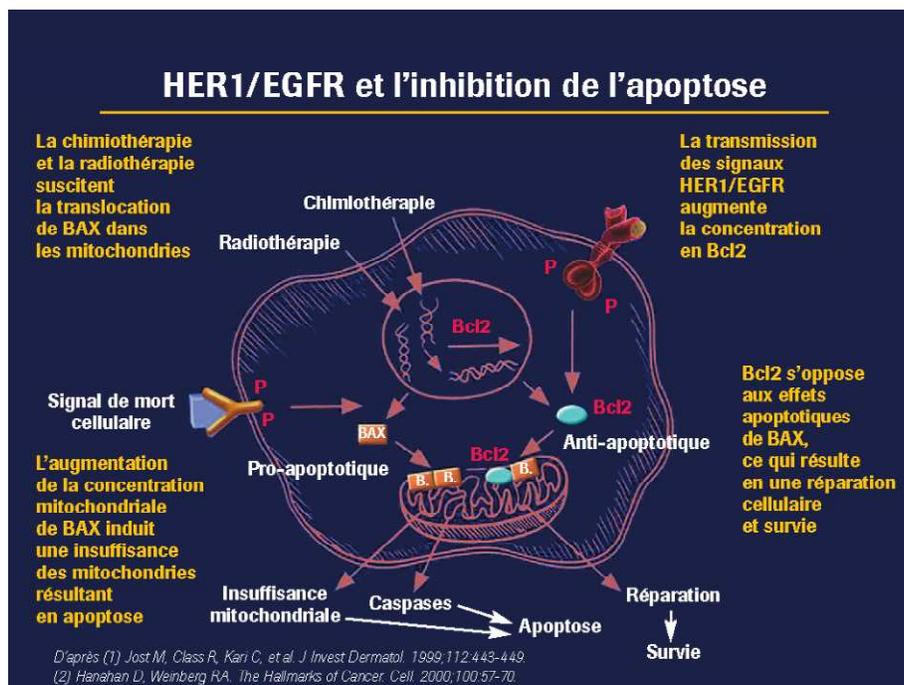 HER1/EGFR et l'inhibition de l'apoptose
La chimiothérapie
et la radiothérapie
suscitent
la translocation
de BAX dans
les mitochondries
La transmission
des signaux
HER1/EGFR
augmente
la concentration
en Bcl2
Chimiothérapie
Radiothérapie
P
P
Bcl2
Signal de mort
cellulaire
P
P
BAX
Pro-apoptotique
Bcl2
Anti-apoptotique
Bcl2
B.
B.
B.
Bcl2 s'oppose
aux effets
apoptotiques
de BAX,
ce qui résulte
en une réparation
cellulaire
et survie
L'augmentation
de la concentration
mitochondriale
de BAX induit
une insuffisance
des mitochondries
résultant
en apoptose
Insuffisance
mitochondriale
Caspases
Apoptose
Réparation
Survie
D'après (1) Jost M, Class R, Kari C, et al. J Invest Dermatol. 1999;112:443-449.
(2) Hanahan D, Weinberg RA. The Hallmarks of Cancer. Cell. 2000;100:57-70.